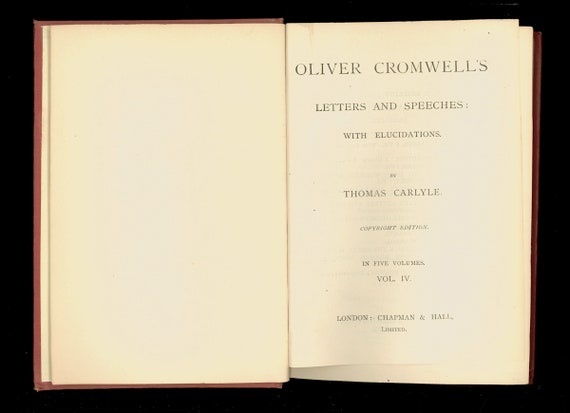 OLIVER CROMWELL'S
LETTERS AND SPEECHES:
WITH ELUCIDATIONS.
BY
THOMAS CARLYLE.
COPYRIGHT EDITION.
IN FIVE VOLUMES.
VOL. IV.
LONDON: CHAPMAN & HALL,
LIMITED.